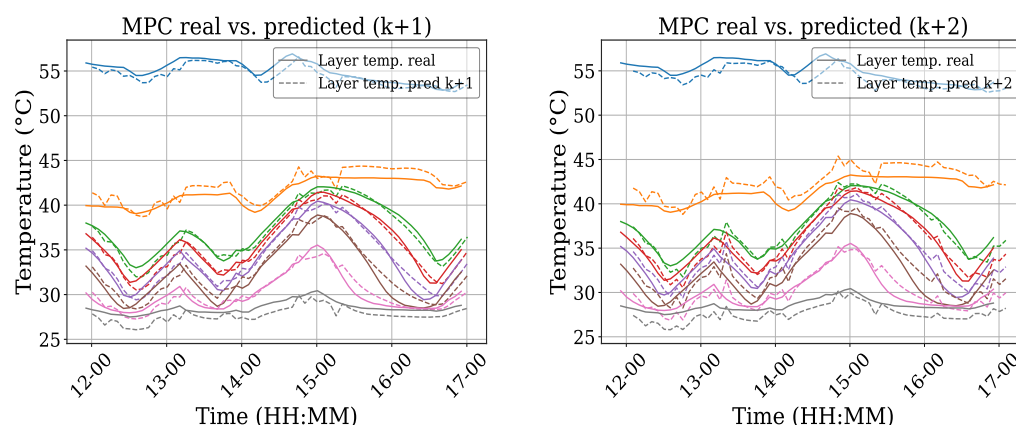 MPC real vs. predicted (k+1)
Layer temp. real
Layer temp. pred k+1
Temperature (°C)
55
50
45
40
35
30
25
12-00
13-00
14-00
15-00
16-00
17-00
Time (HH:MM)
MPC real vs. predicted (k+2)
Layer temp. real
Layer temp. pred k+2
Temperature (°C)
55
50
45
40
35
30
25
12-00
13-00
14-00
15-00
16-00
17-00
Time (HH:MM)